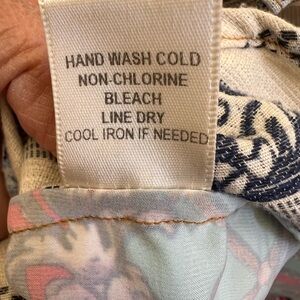 HAND WASH COLD
NON-CHLORINE
BLEACH
LINE DRY
COOL IRON IF NEEDED